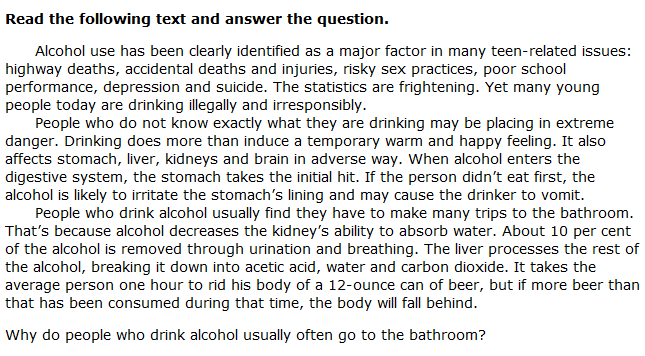 Read the following text and answer the question.
Alcohol use has been clearly identified as a major factor in many teen-related issues:
highway deaths, accidental deaths and injuries, risky sex practices, poor school
performance, depression and suicide. The statistics are frightening. Yet many young
people today are drinking illegally and irresponsibly.
People who do not know exactly what they are drinking may be placing in extreme
danger. Drinking does more than induce a temporary warm and happy feeling. It also
affects stomach, liver, kidneys and brain in adverse way. When alcohol enters the
digestive system, the stomach takes the initial hit. If the person didn’t eat first, the
alcohol is likely to irritate the stomach’s lining and may cause the drinker to vomit.
People who drink alcohol usually find they have to make many trips to the bathroom.
That’s because alcohol decreases the kidney’s ability to absorb water. About 10 per cent
of the alcohol is removed through urination and breathing. The liver processes the rest of
the alcohol, breaking it down into acetic acid, water and carbon dioxide. It takes the
average person one hour to rid his body of a 12-ounce can of beer, but if more beer than
that has been consumed during that time, the body will fall behind.
Why do people who drink alcohol usually often go to the bathroom?